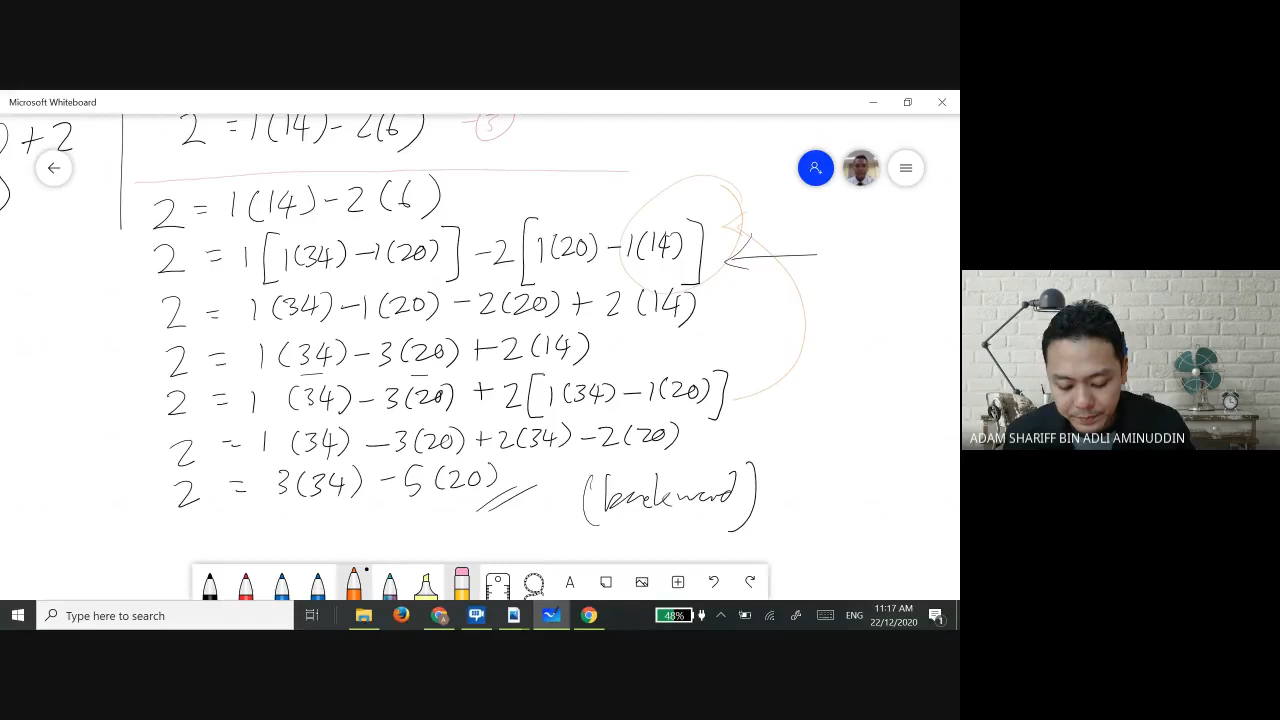 Microsoft Whiteboard
+ 2
2 = 1(14) - 2(6) - (3)
2 = 1(14) - 2(6)
2 = 1[1(34) - 1(20)] - 2[1(20) - 1(14)]
2 = 1(34) - 1(20) - 2(20) + 2(14)
2 = 1(34) - 3(20) + 2(14)
2 = 1(34) - 3(20) + 2[1(34) - 1(20)]
2 = 1(34) - 3(20) + 2(34) - 2(20)
2 = 3(34) - 5(20)
(backward)
ADAM SHARIFF BIN ADLI AMINUDDIN
A
Type here to search
48%
ENG
11:17 AM
22/12/2020
1